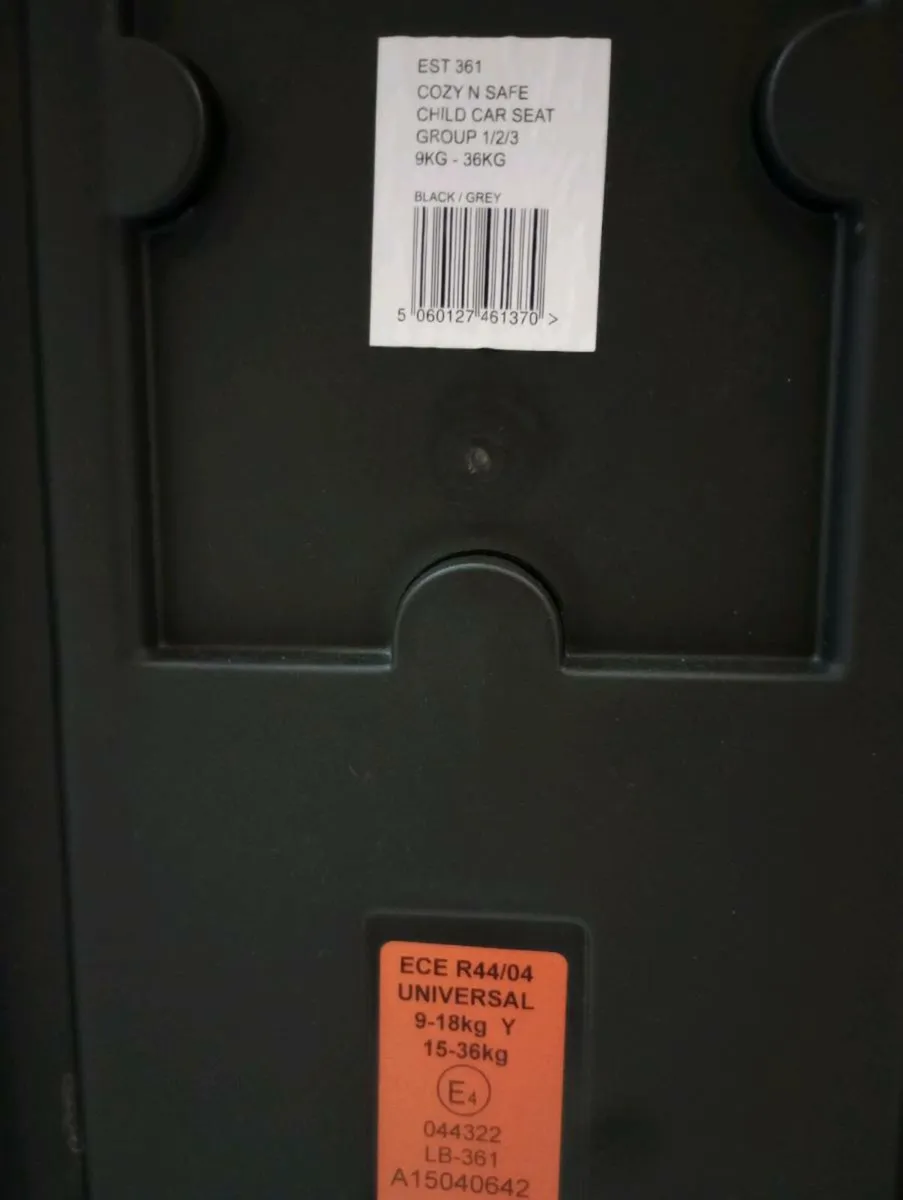 EST 361
COZY N SAFE
CHILD CAR SEAT
GROUP 1/2/3
9KG - 36KG
BLACK / GREY
5 060127 461370 >
ECE R44/04
UNIVERSAL
9-18kg Y
15-36kg
E4
044322
LB-361
A15040642